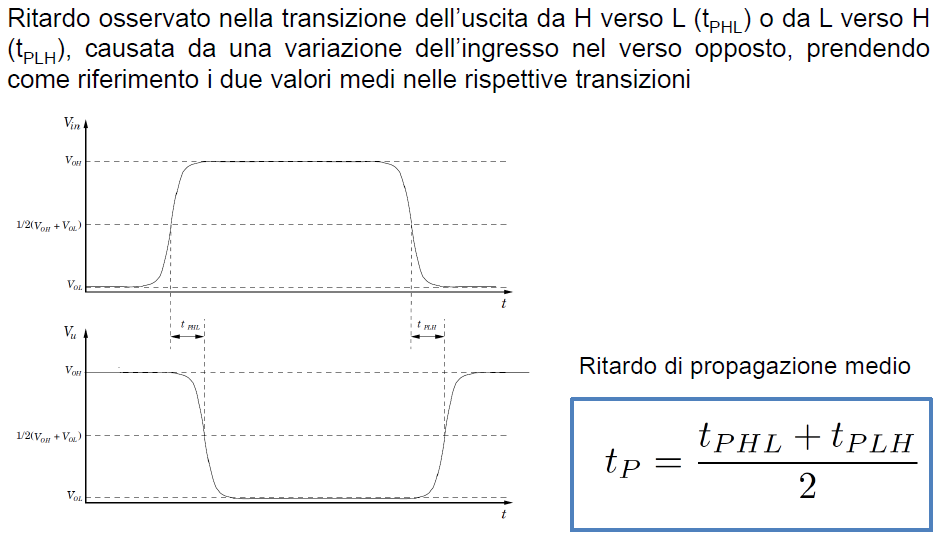 Ritardo osservato nella transizione dell'uscita da H verso L (tPHL) o da L verso H
(tPLH), causata da una variazione dell'ingresso nel verso opposto, prendendo
come riferimento i due valori medi nelle rispettive transizioni
Vin
VOH
1/2(VOH + VOL)
VOL
t
tPHL
tPLH
Vu
VOH
1/2(VOH + VOL)
VOL
t
Ritardo di propagazione medio
tP = (tPHL + tPLH) / 2